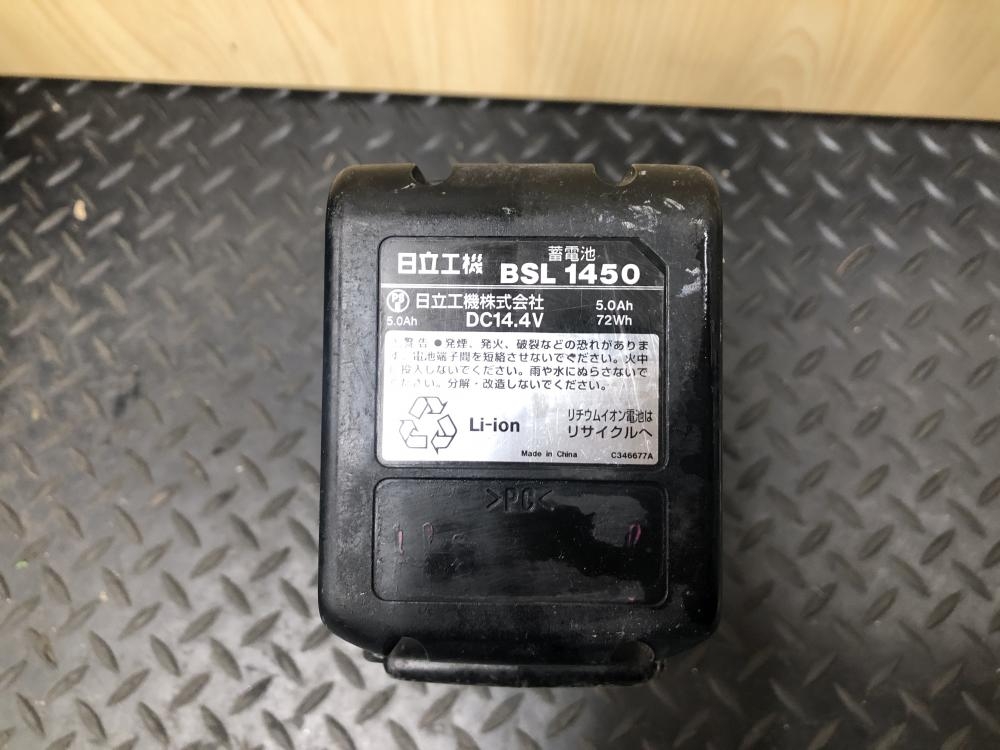 蓄電池
日立工機 BSL 1450
PS E 日立工機株式会社 5.0Ah
5.0Ah DC14.4V 72Wh
警告 ●発煙、発火、破裂などの恐れがありま
す。電池端子間を短絡させないでください。火中
に投入しないでください。雨や水にぬらさないで
ください。分解・改造しないでください。
Li-ion リチウムイオン電池は
リサイクルへ
Made in China C346677A
>PC<